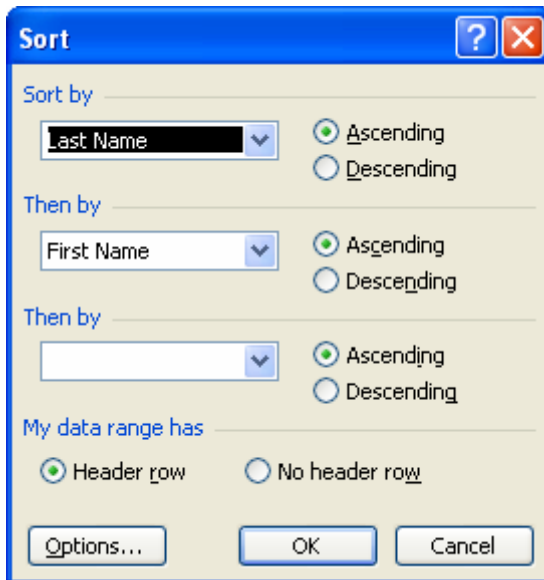 Sort
Sort by
Last Name
Ascending
Descending
Then by
First Name
Ascending
Descending
Then by
Ascending
Descending
My data range has
Header row No header row
Options... OK Cancel